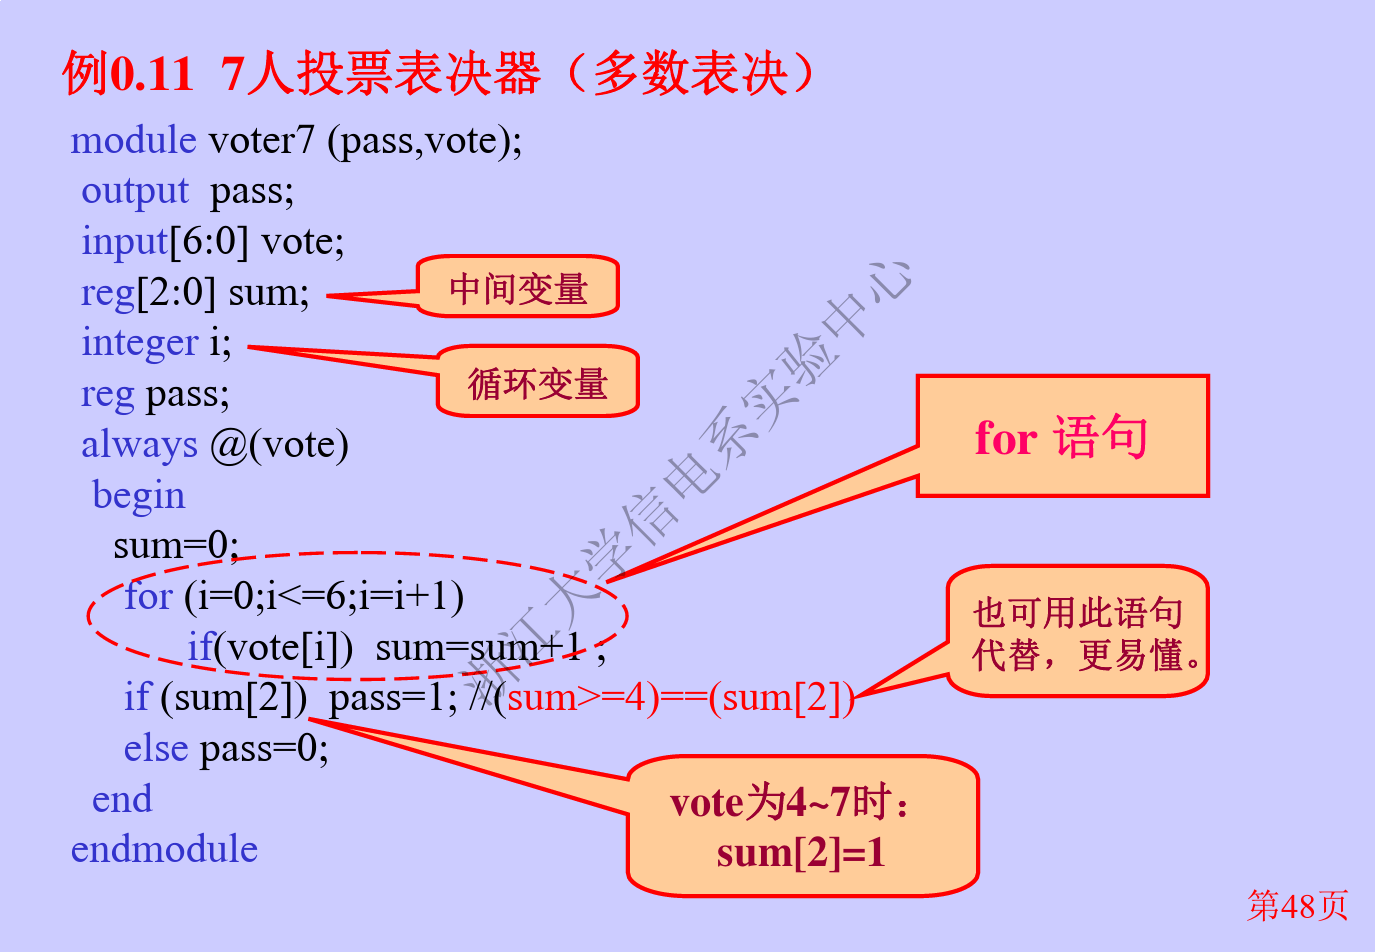 例0.11 7人投票表决器（多数表决）
module voter7 (pass,vote);
output pass;
input[6:0] vote;
reg[2:0] sum;
中间变量
integer i;
循环变量
reg pass;
always @(vote)
begin
sum=0;
for (i=0;i<=6;i=i+1)
if(vote[i]) sum=sum+1 ;
for 语句
if (sum[2]) pass=1; //(sum>=4)==(sum[2])
也可用此语句
代替，更易懂。
else pass=0;
vote为4~7时：
sum[2]=1
end
endmodule
浙江大学信电系实验中心
第48页